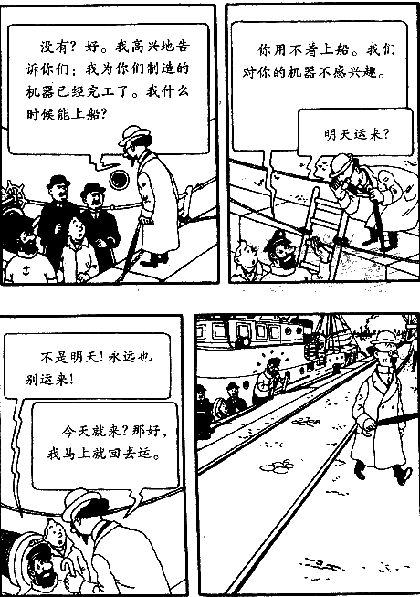 没有？好。我高兴地告
诉你们：我为你们制造的
机器已经完工了。我什么
时候能上船？
你用不着上船。我们
对你的机器不感兴趣。
明天运来？
不是明天！永远也
别运来！
今天就来？那好，
我马上就回去运。